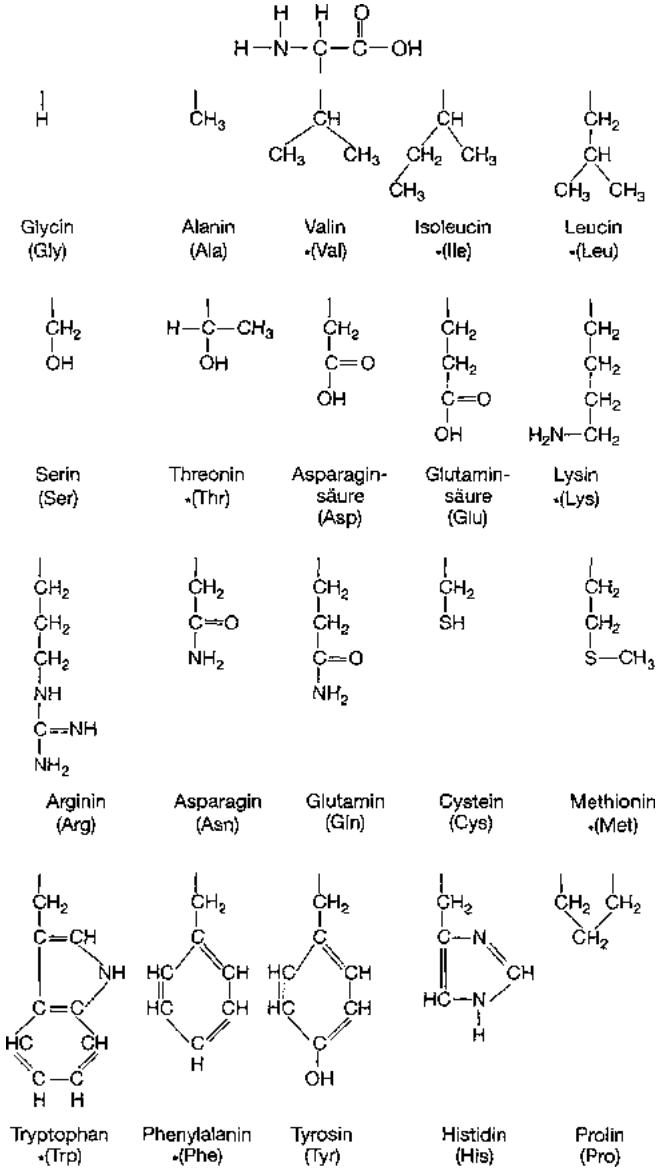 H H O
H—N—C—C—OH
H CH₃ CH CH CH₂
CH₃ CH₃ CH₂ CH₃ CH
CH₃ CH₃ CH₃
Glycin Alanin Valin Isoleucin Leucin
(Gly) (Ala) *(Val) *(Ile) *(Leu)
CH₂ H—C—CH₃ CH₂ CH₂ CH₂
OH OH C=O CH₂ CH₂
OH C=O CH₂
OH H₂N—CH₂
Serin Threonin Asparagin- Glutamin- Lysin
(Ser) *(Thr) säure säure *(Lys)
(Asp) (Glu)
CH₂ CH₂ CH₂ CH₂ CH₂
CH₂ C=O CH₂ SH CH₂
CH₂ NH₂ C=O S—CH₃
NH NH₂
C=NH
NH₂
Arginin Asparagin Glutamin Cystein Methionin
(Arg) (Asn) (Gln) (Cys) *(Met)
CH₂ CH₂ CH₂ CH₂ CH₂ CH₂
C=CH C C C—N CH₂
NH HC CH HC CH CH
C=C HC CH HC CH HC—N
HC CH C C H
C—C H OH
H H
Tryptophan Phenylalanin Tyrosin Histidin Prolin
*(Trp) *(Phe) (Tyr) (His) (Pro)